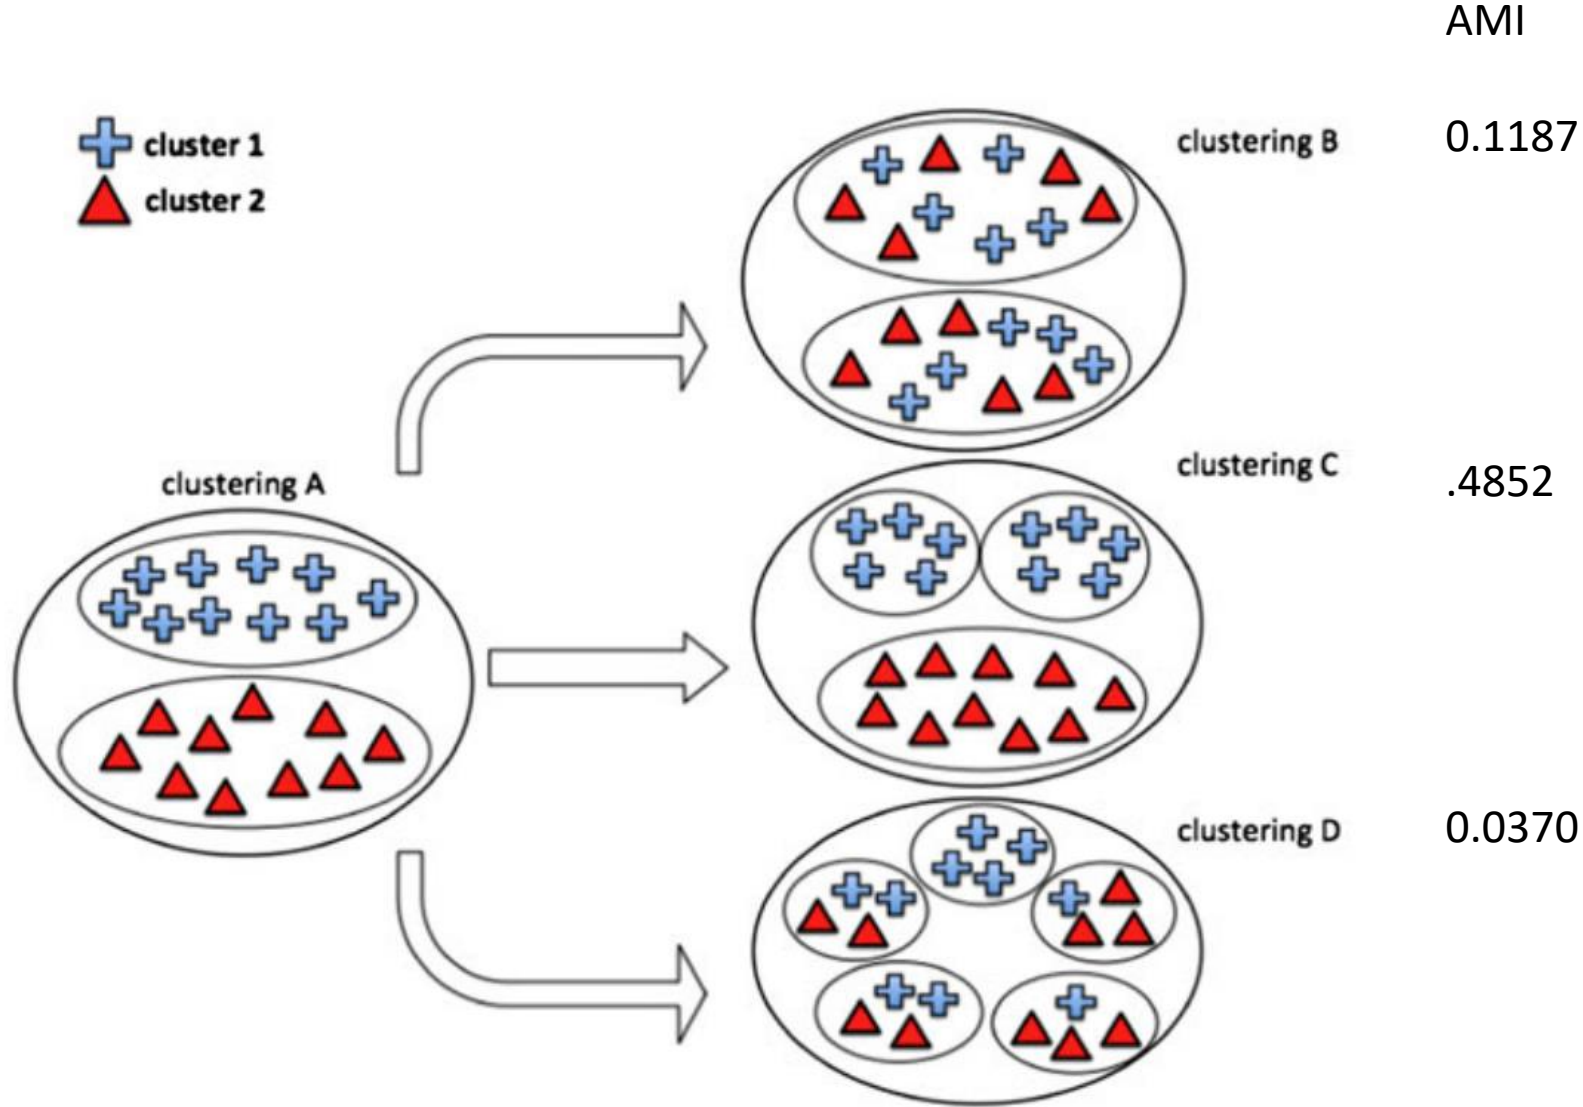 AMI
cluster 1
cluster 2
clustering B
0.1187
clustering A
clustering C
.4852
clustering D
0.0370